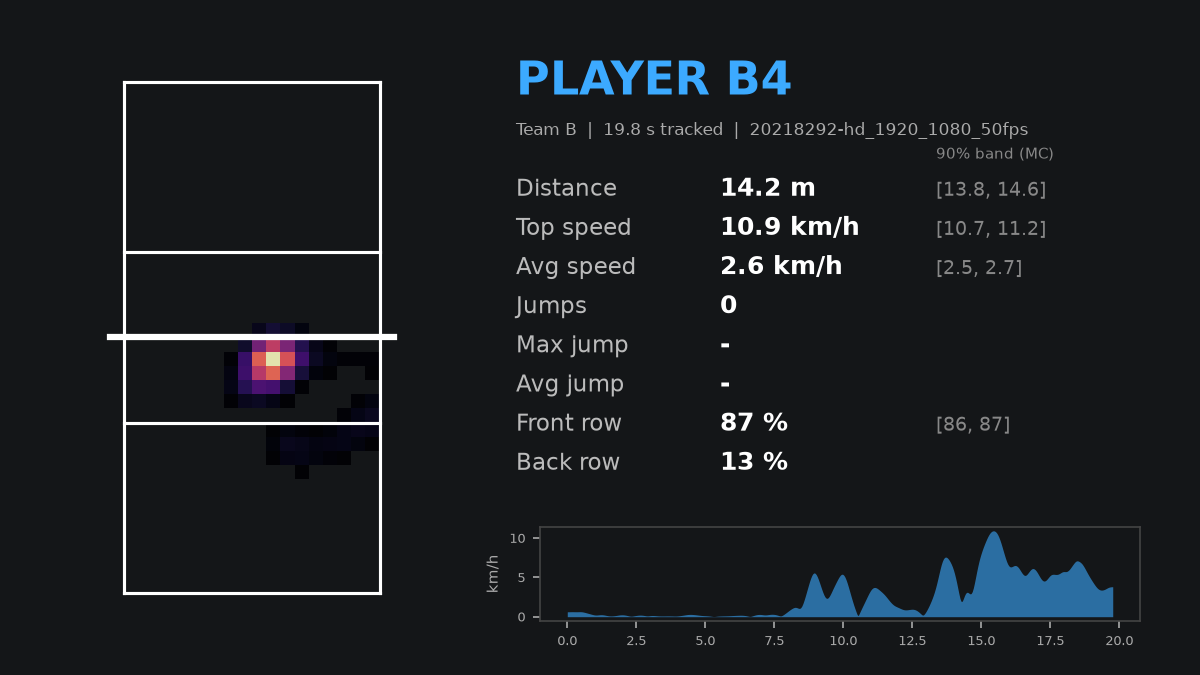 PLAYER B4
Team B | 19.8 s tracked | 20218292-hd_1920_1080_50fps
90% band (MC)
Distance 14.2 m [13.8, 14.6]
Top speed 10.9 km/h [10.7, 11.2]
Avg speed 2.6 km/h [2.5, 2.7]
Jumps 0
Max jump -
Avg jump -
Front row 87 % [86, 87]
Back row 13 %
10
5
0
km/h
0.0 2.5 5.0 7.5 10.0 12.5 15.0 17.5 20.0